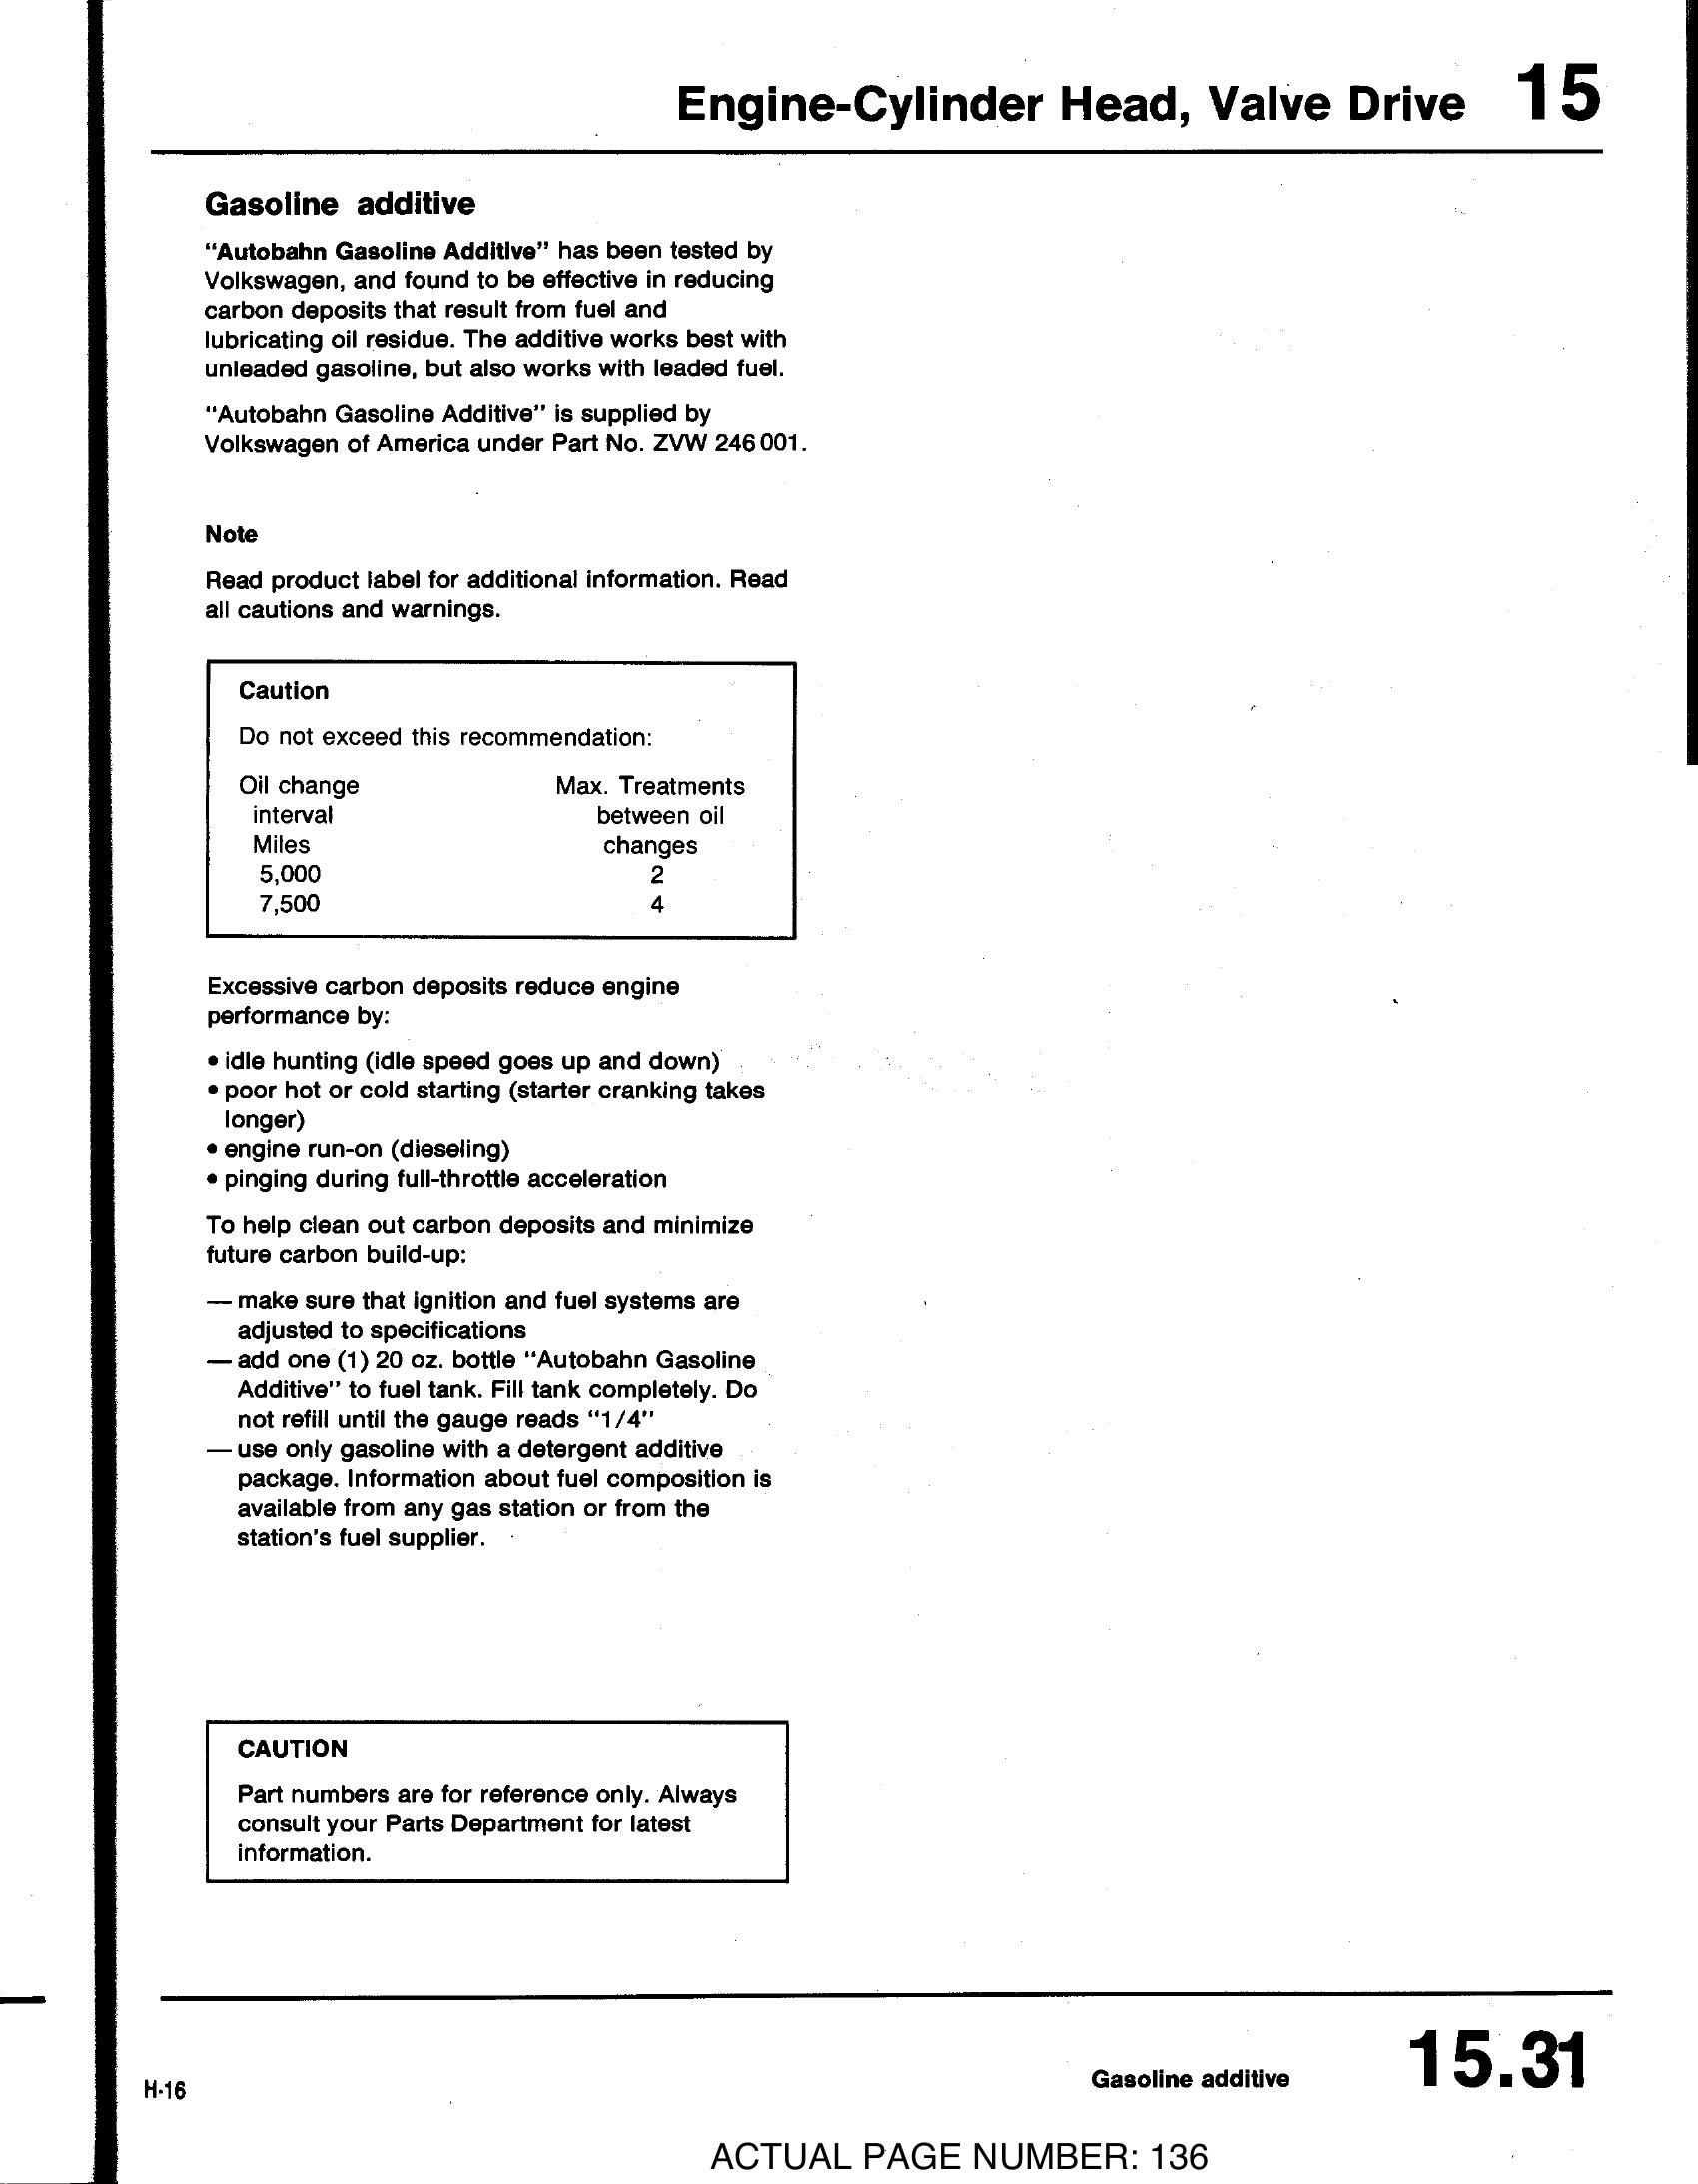 Engine-Cylinder Head, Valve Drive 15
Gasoline additive
"Autobahn Gasoline Additive" has been tested by
Volkswagen, and found to be effective in reducing
carbon deposits that result from fuel and
lubricating oil residue. The additive works best with
unleaded gasoline, but also works with leaded fuel.
"Autobahn Gasoline Additive" is supplied by
Volkswagen of America under Part No. ZVW 246 001.
Note
Read product label for additional information. Read
all cautions and warnings.
Caution
Do not exceed this recommendation:
Oil change Max. Treatments
interval between oil
Miles changes
5,000 2
7,500 4
Excessive carbon deposits reduce engine
performance by:
• idle hunting (idle speed goes up and down)
• poor hot or cold starting (starter cranking takes
longer)
• engine run-on (dieseling)
• pinging during full-throttle acceleration
To help clean out carbon deposits and minimize
future carbon build-up:
— make sure that ignition and fuel systems are
adjusted to specifications
— add one (1) 20 oz. bottle "Autobahn Gasoline
Additive" to fuel tank. Fill tank completely. Do
not refill until the gauge reads "1/4"
— use only gasoline with a detergent additive
package. Information about fuel composition is
available from any gas station or from the
station's fuel supplier.
CAUTION
Part numbers are for reference only. Always
consult your Parts Department for latest
information.
H-16 Gasoline additive 15.31
ACTUAL PAGE NUMBER: 136